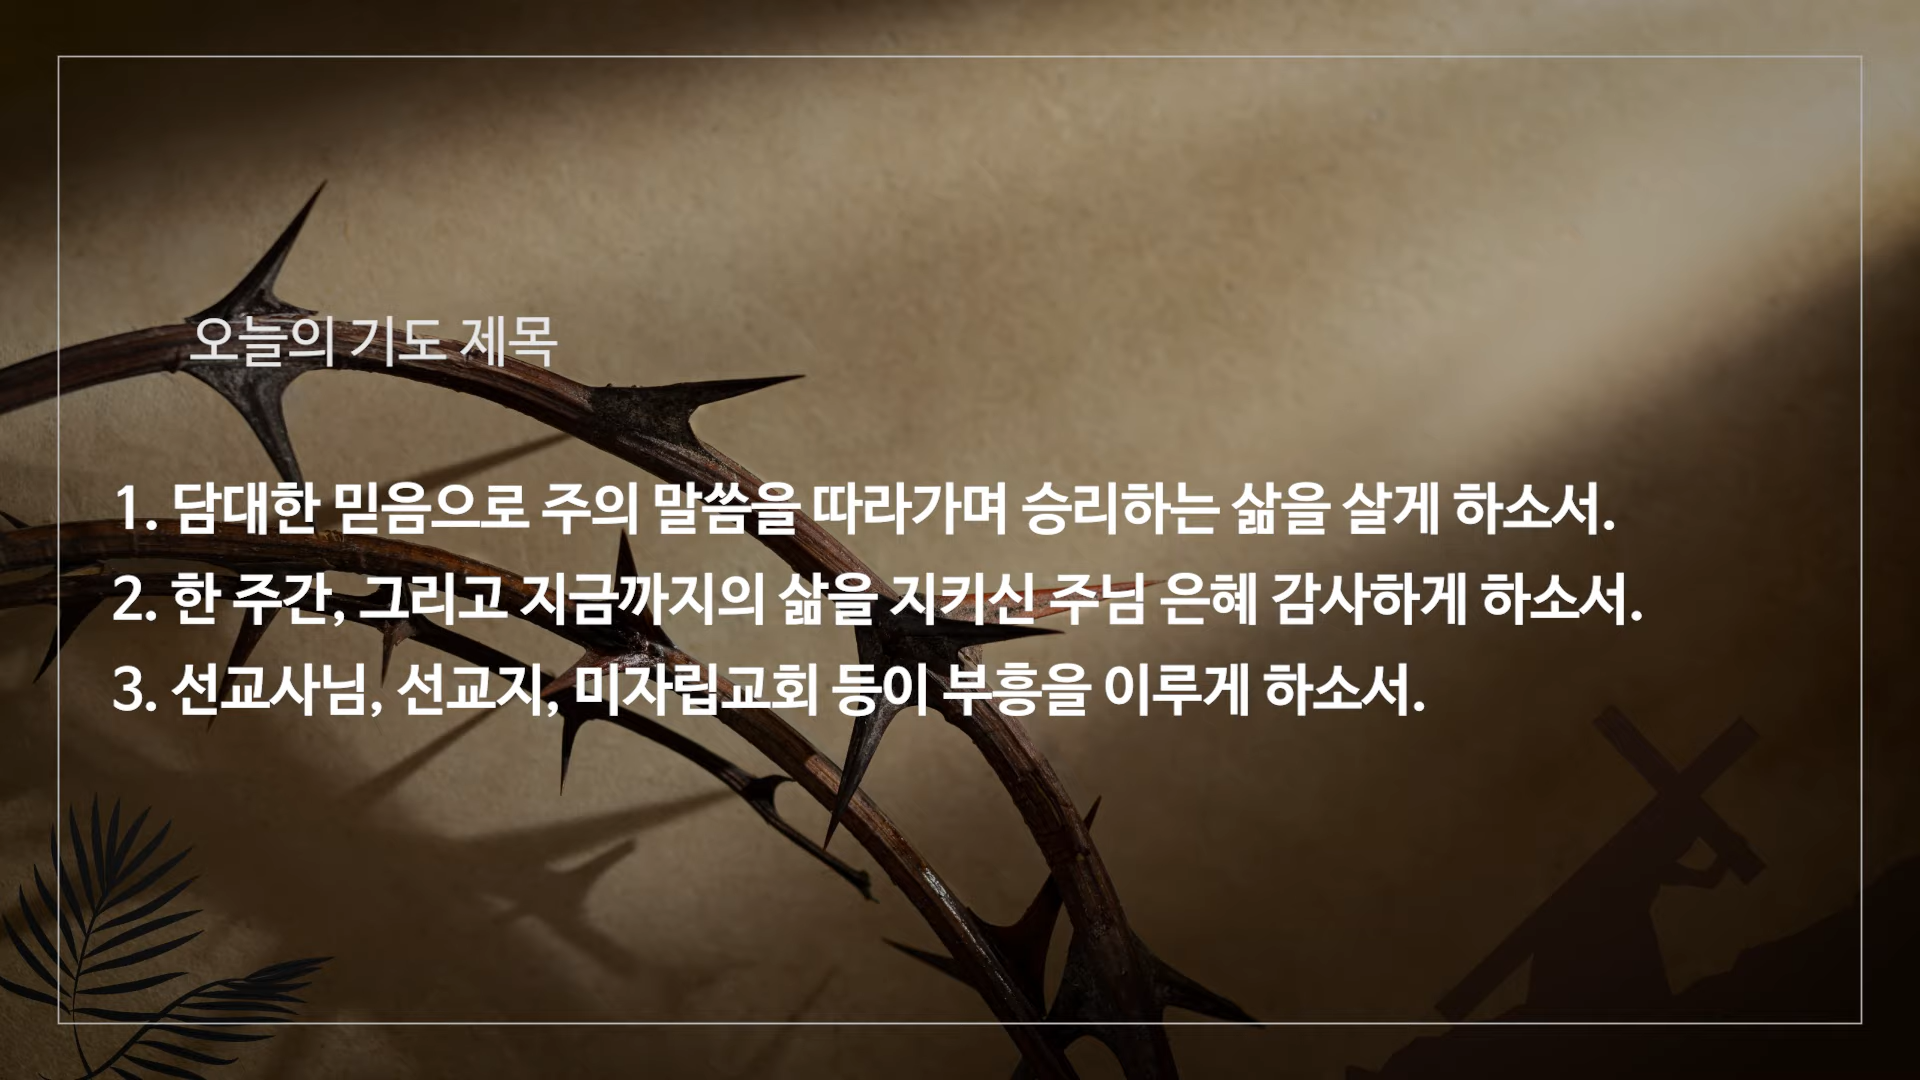 오늘의 기도 제목
1. 담대한 믿음으로 주의 말씀을 따라가며 승리하는 삶을 살게 하소서.
2. 한 주간, 그리고 지금까지의 삶을 지키신 주님 은혜 감사하게 하소서.
3. 선교사님, 선교지, 미자립교회 등이 부흥을 이루게 하소서.